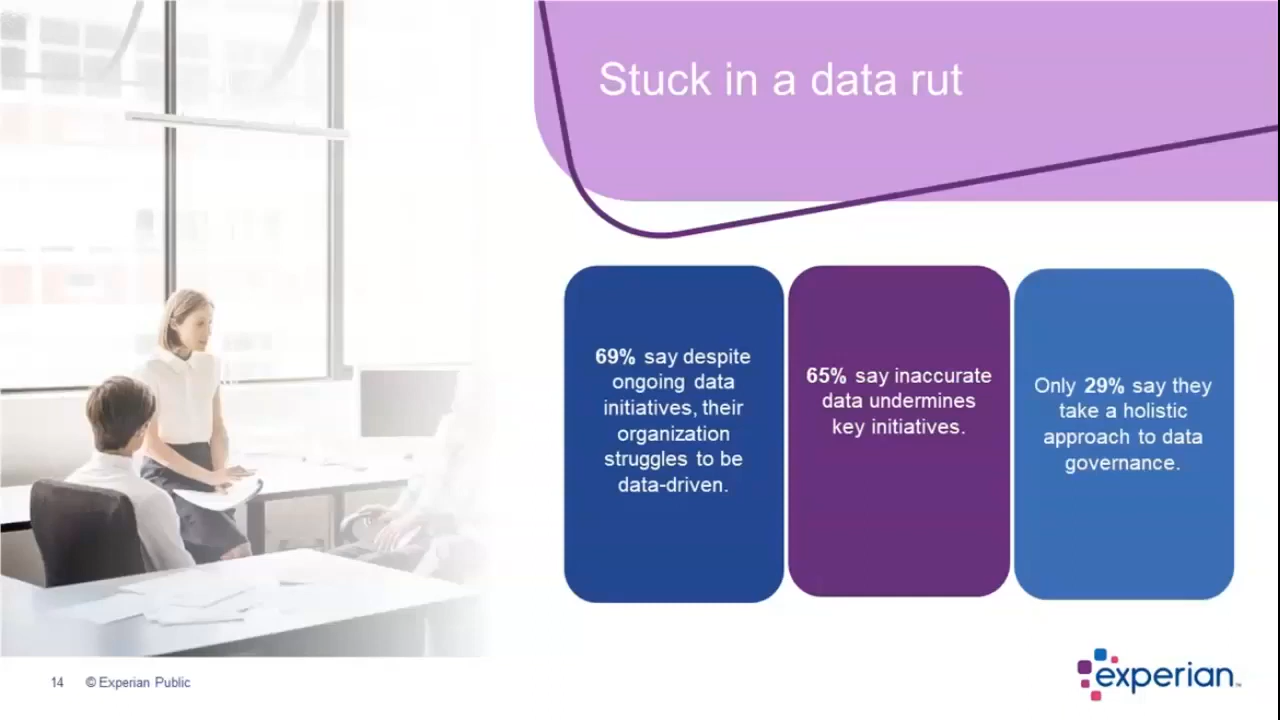 Stuck in a data rut
69% say despite
ongoing data
initiatives, their
organization
struggles to be
data-driven.
65% say inaccurate
data undermines
key initiatives.
Only 29% say they
take a holistic
approach to data
governance.
14 © Experian Public
experian™